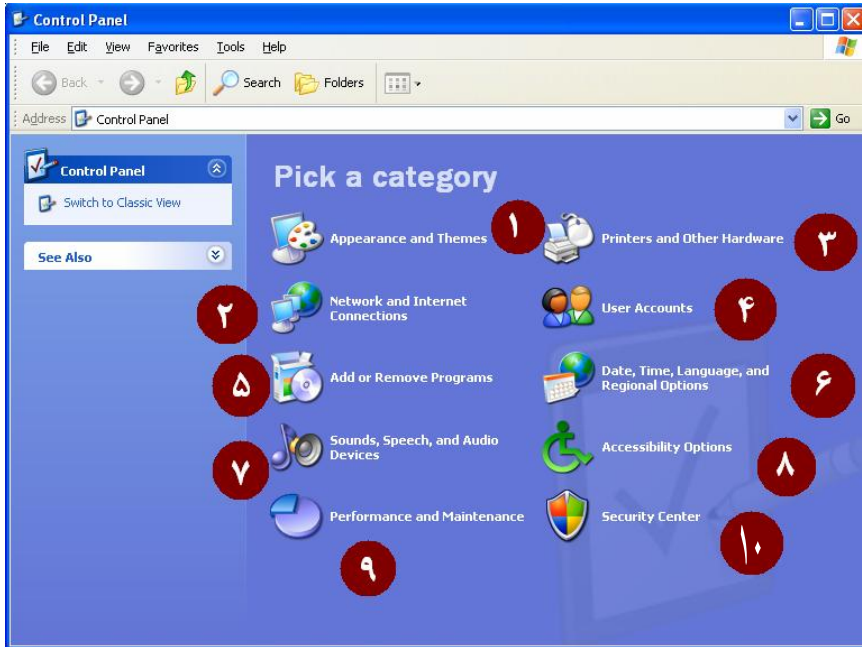 Control Panel
File Edit View Favorites Tools Help
Back Search Folders
Address Control Panel Go
Control Panel
Switch to Classic View
See Also
Pick a category
Appearance and Themes
۱
Printers and Other Hardware
۳
۲
Network and Internet
Connections
User Accounts
۴
۵
Add or Remove Programs
Date, Time, Language, and
Regional Options
۶
۷
Sounds, Speech, and Audio
Devices
Accessibility Options
۸
Performance and Maintenance
۹
Security Center
۱۰